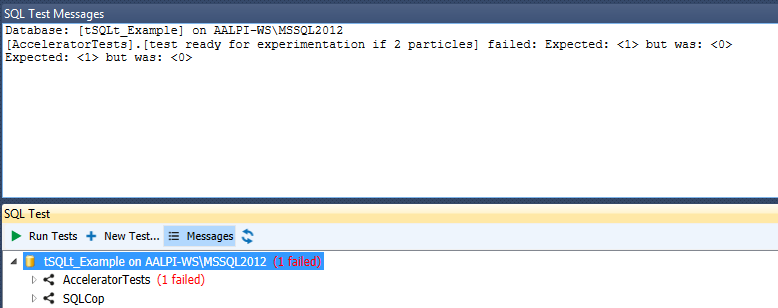 SQL Test Messages
Database: [tSQLt_Example] on AALPI-WS\MSSQL2012
[AcceleratorTests].[test ready for experimentation if 2 particles] failed: Expected: <1> but was: <0>
Expected: <1> but was: <0>
SQL Test
Run Tests New Test... Messages
tSQLt_Example on AALPI-WS\MSSQL2012 (1 failed)
AcceleratorTests (1 failed)
SQLCop